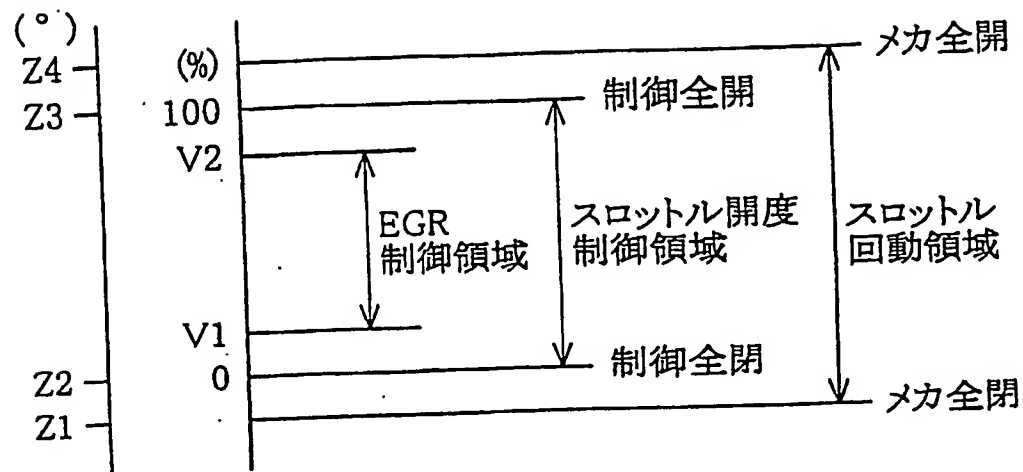 (°)
Z4
(%)
メカ全開
Z3
100
制御全開
V2
EGR
制御領域
スロットル開度
制御領域
スロットル
回動領域
V1
制御全閉
Z2
0
メカ全閉
Z1